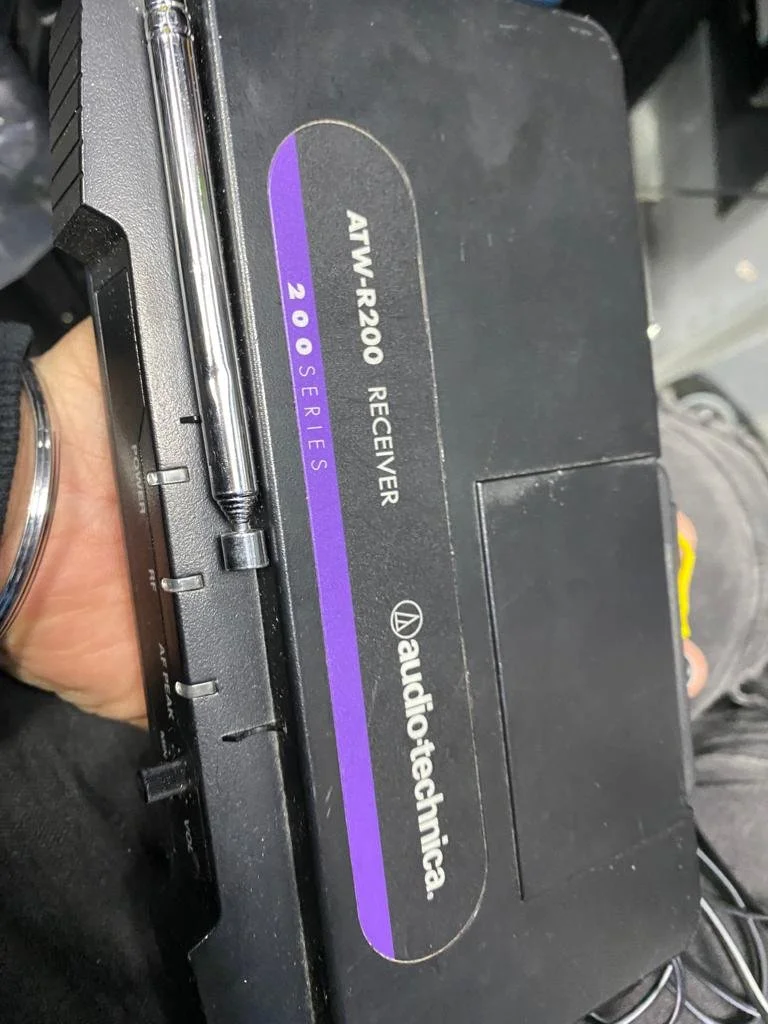 ATW-R200 RECEIVER
200 SERIES
audio-technica.
POWER
RF
AF PEAK
VOL